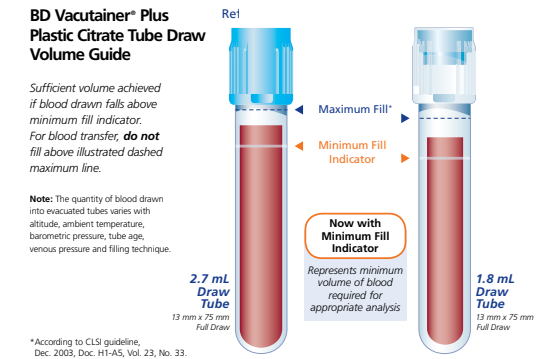 BD Vacutainer® Plus
Plastic Citrate Tube Draw
Volume Guide
Sufficient volume achieved
if blood drawn falls above
minimum fill indicator.
For blood transfer, do not
fill above illustrated dashed
maximum line.
Note: The quantity of blood drawn
into evacuated tubes varies with
altitude, ambient temperature,
barometric pressure, tube age,
venous pressure and filling technique.
Maximum Fill*
Minimum Fill
Indicator
Now with
Minimum Fill
Indicator
Represents minimum
volume of blood
required for
appropriate analysis
2.7 mL
Draw
Tube
13 mm x 75 mm
Full Draw
1.8 mL
Draw
Tube
13 mm x 75 mm
Full Draw
*According to CLSI guideline,
Dec. 2003, Doc. H1-A5, Vol. 23, No. 33.